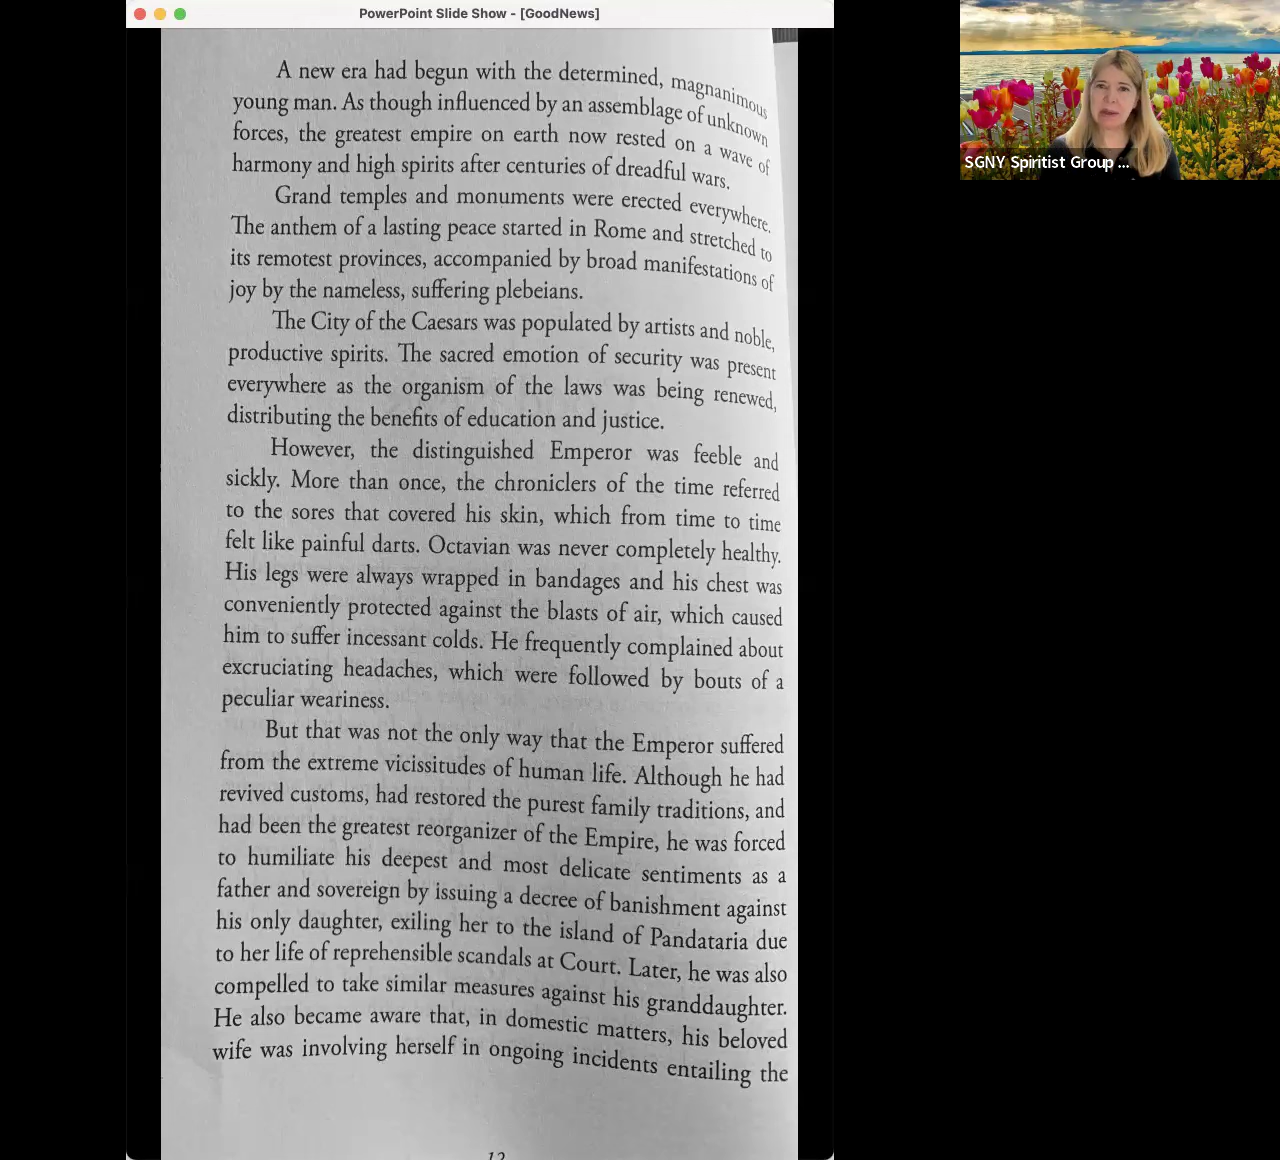 PowerPoint Slide Show - [GoodNews]
SGNY Spiritist Group ...
A new era had begun with the determined, magnanimous
young man. As though influenced by an assemblage of unknown
forces, the greatest empire on earth now rested on a wave of
harmony and high spirits after centuries of dreadful wars.
Grand temples and monuments were erected everywhere.
The anthem of a lasting peace started in Rome and stretched to
its remotest provinces, accompanied by broad manifestations of
joy by the nameless, suffering plebeians.
The City of the Caesars was populated by artists and noble,
productive spirits. The sacred emotion of security was present
everywhere as the organism of the laws was being renewed,
distributing the benefits of education and justice.
However, the distinguished Emperor was feeble and
sickly. More than once, the chroniclers of the time referred
to the sores that covered his skin, which from time to time
felt like painful darts. Octavian was never completely healthy.
His legs were always wrapped in bandages and his chest was
conveniently protected against the blasts of air, which caused
him to suffer incessant colds. He frequently complained about
excruciating headaches, which were followed by bouts of a
peculiar weariness.
But that was not the only way that the Emperor suffered
from the extreme vicissitudes of human life. Although he had
revived customs, had restored the purest family traditions, and
had been the greatest reorganizer of the Empire, he was forced
to humiliate his deepest and most delicate sentiments as a
father and sovereign by issuing a decree of banishment against
his only daughter, exiling her to the island of Pandataria due
to her life of reprehensible scandals at Court. Later, he was also
compelled to take similar measures against his granddaughter.
He also became aware that, in domestic matters, his beloved
wife was involving herself in ongoing incidents entailing the
12